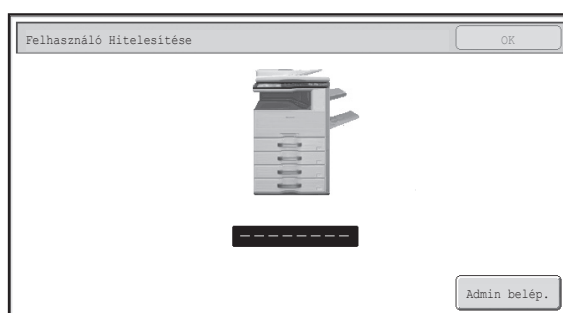 Felhasználó Hitelesítése
OK
--------
Admin belép.